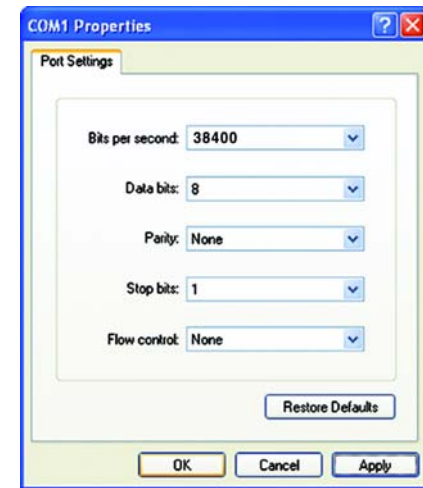 COM1 Properties
Port Settings
Bits per second: 38400
Data bits: 8
Parity: None
Stop bits: 1
Flow control: None
Restore Defaults
OK Cancel Apply